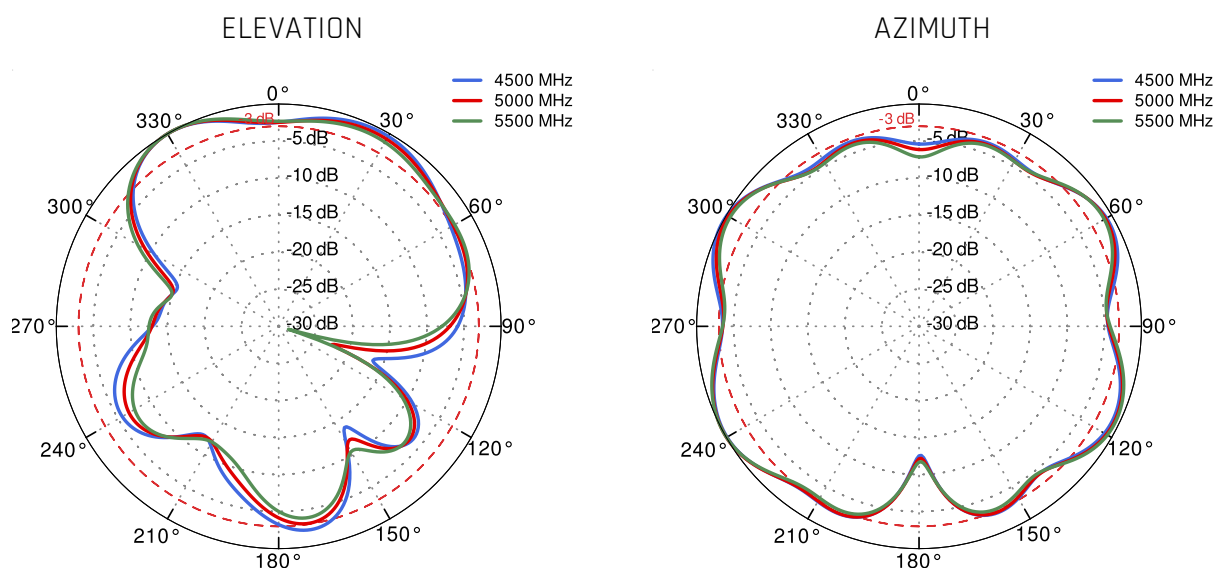 ELEVATION
4500 MHz
5000 MHz
5500 MHz
0°
330°
-3 dB
30°
-5 dB
-10 dB
300°
-15 dB
60°
-20 dB
-25 dB
270°
-30 dB
90°
240°
120°
210°
150°
180°
AZIMUTH
4500 MHz
5000 MHz
5500 MHz
0°
330°
-3 dB
30°
-5 dB
-10 dB
300°
-15 dB
60°
-20 dB
-25 dB
270°
-30 dB
90°
240°
120°
210°
150°
180°